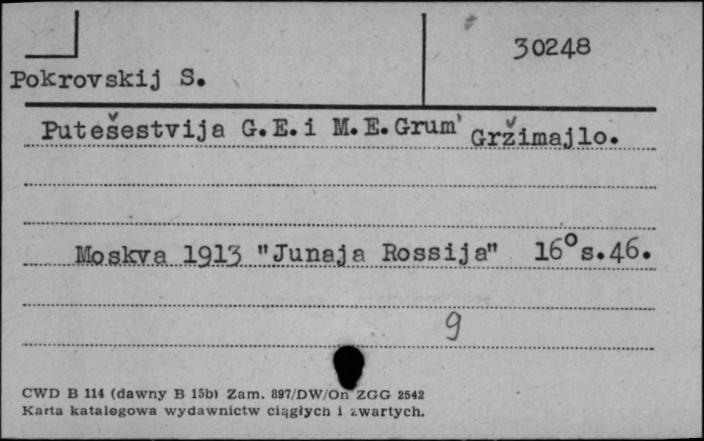 30248
Pokrovskij S.
Putešestvija G.E.i M.E.Grum' Gržimajlo.
Moskva 1913 "Junaja Rossija" 16° s.46.
9
CWD B 114 (dawny B 15b) Zam. 897/DW/On ZGG 2542
Karta katalogowa wydawnictw ciągłych i zwartych.